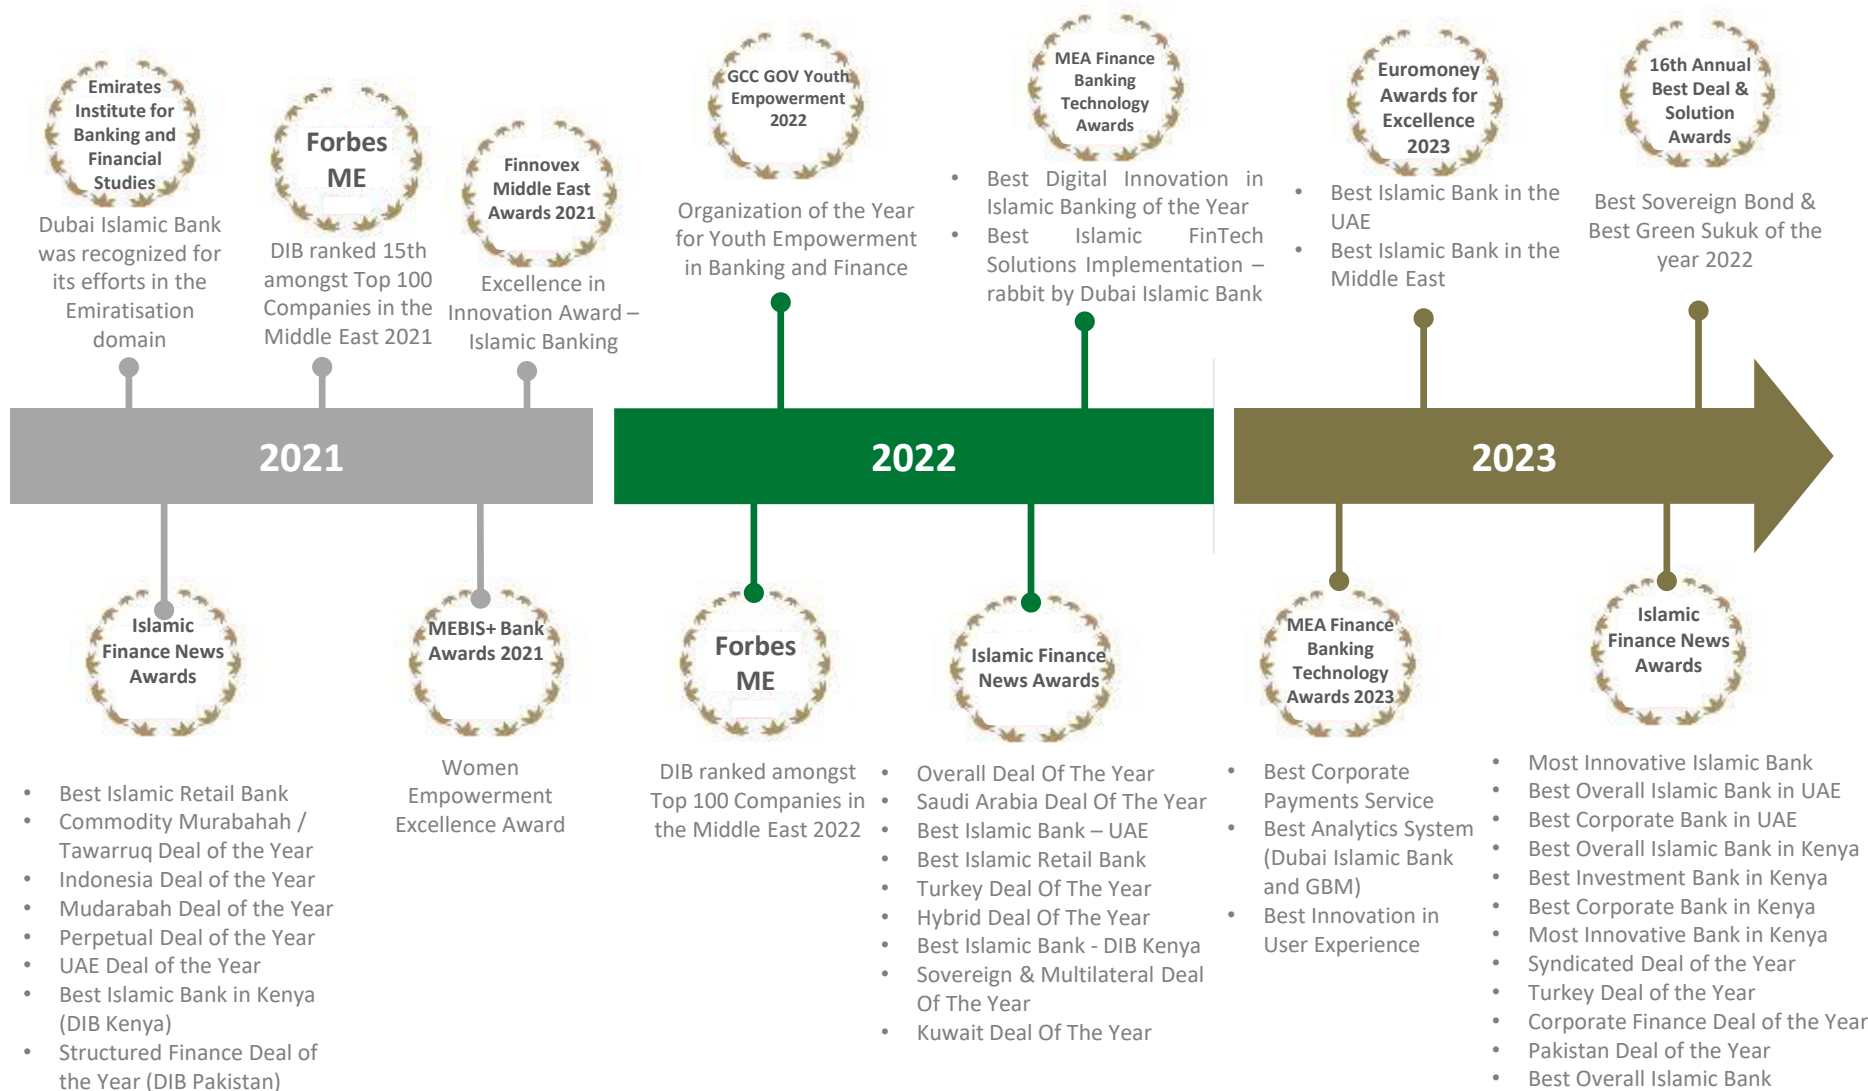 Emirates
Institute for
Banking and
Financial
Studies
Dubai Islamic Bank
was recognized for
its efforts in the
Emiratisation
domain
Forbes
ME
DIB ranked 15th
amongst Top 100
Companies in the
Middle East 2021
Finnovex
Middle East
Awards 2021
Excellence in
Innovation Award –
Islamic Banking
GCC GOV Youth
Empowerment
2022
Organization of the Year
for Youth Empowerment
in Banking and Finance
MEA Finance
Banking
Technology
Awards
• Best Digital Innovation in
Islamic Banking of the Year
• Best Islamic FinTech
Solutions Implementation –
rabbit by Dubai Islamic Bank
Euromoney
Awards for
Excellence
2023
• Best Islamic Bank in the
UAE
• Best Islamic Bank in the
Middle East
16th Annual
Best Deal &
Solution
Awards
Best Sovereign Bond &
Best Green Sukuk of the
year 2022
2021
2022
2023
Islamic
Finance News
Awards
• Best Islamic Retail Bank
• Commodity Murabahah /
Tawarruq Deal of the Year
• Indonesia Deal of the Year
• Mudarabah Deal of the Year
• Perpetual Deal of the Year
• UAE Deal of the Year
• Best Islamic Bank in Kenya
(DIB Kenya)
• Structured Finance Deal of
the Year (DIB Pakistan)
MEBIS+ Bank
Awards 2021
Women
Empowerment
Excellence Award
Forbes
ME
DIB ranked amongst
Top 100 Companies in
the Middle East 2022
Islamic Finance
News Awards
• Overall Deal Of The Year
• Saudi Arabia Deal Of The Year
• Best Islamic Bank – UAE
• Best Islamic Retail Bank
• Turkey Deal Of The Year
• Hybrid Deal Of The Year
• Best Islamic Bank - DIB Kenya
• Sovereign & Multilateral Deal
Of The Year
• Kuwait Deal Of The Year
MEA Finance
Banking
Technology
Awards 2023
• Best Corporate
Payments Service
• Best Analytics System
(Dubai Islamic Bank
and GBM)
• Best Innovation in
User Experience
Islamic
Finance News
Awards
• Most Innovative Islamic Bank
• Best Overall Islamic Bank in UAE
• Best Corporate Bank in UAE
• Best Overall Islamic Bank in Kenya
• Best Investment Bank in Kenya
• Best Corporate Bank in Kenya
• Most Innovative Bank in Kenya
• Syndicated Deal of the Year
• Turkey Deal of the Year
• Corporate Finance Deal of the Year
• Pakistan Deal of the Year
• Best Overall Islamic Bank